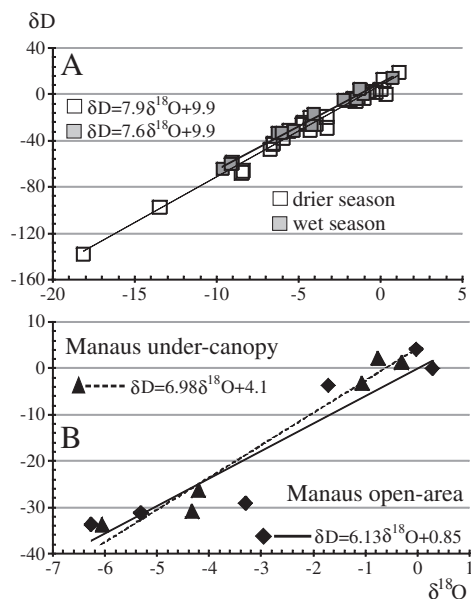 δD
40
A
0
δD=7.9δ¹⁸O+9.9
δD=7.6δ¹⁸O+9.9
-40
-80
drier season
-120
wet season
-160
-20 -15 -10 -5 0 5
10
Manaus under-canopy
0
δD=6.98δ¹⁸O+4.1
-10
B
-20
Manaus open-area
-30
δD=6.13δ¹⁸O+0.85
-40
-7 -6 -5 -4 -3 -2 -1 0 1
δ¹⁸O